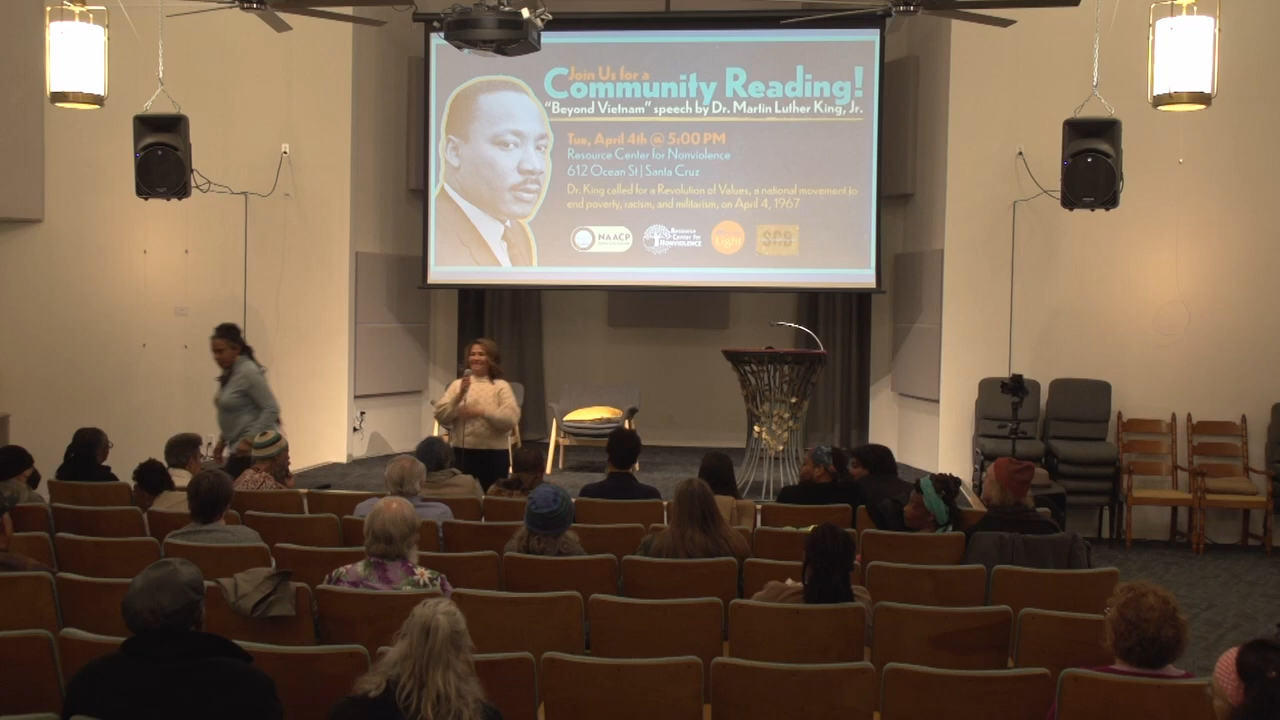 Join Us for a
Community Reading!
"Beyond Vietnam" speech by Dr. Martin Luther King, Jr.
Tue, April 4th @ 5:00 PM
Resource Center for Nonviolence
612 Ocean St | Santa Cruz
Dr. King called for a Revolution of Values, a national movement to
end poverty, racism, and militarism, on April 4, 1967
NAACP
Resource
Center for
Nonviolence
Light
SCB